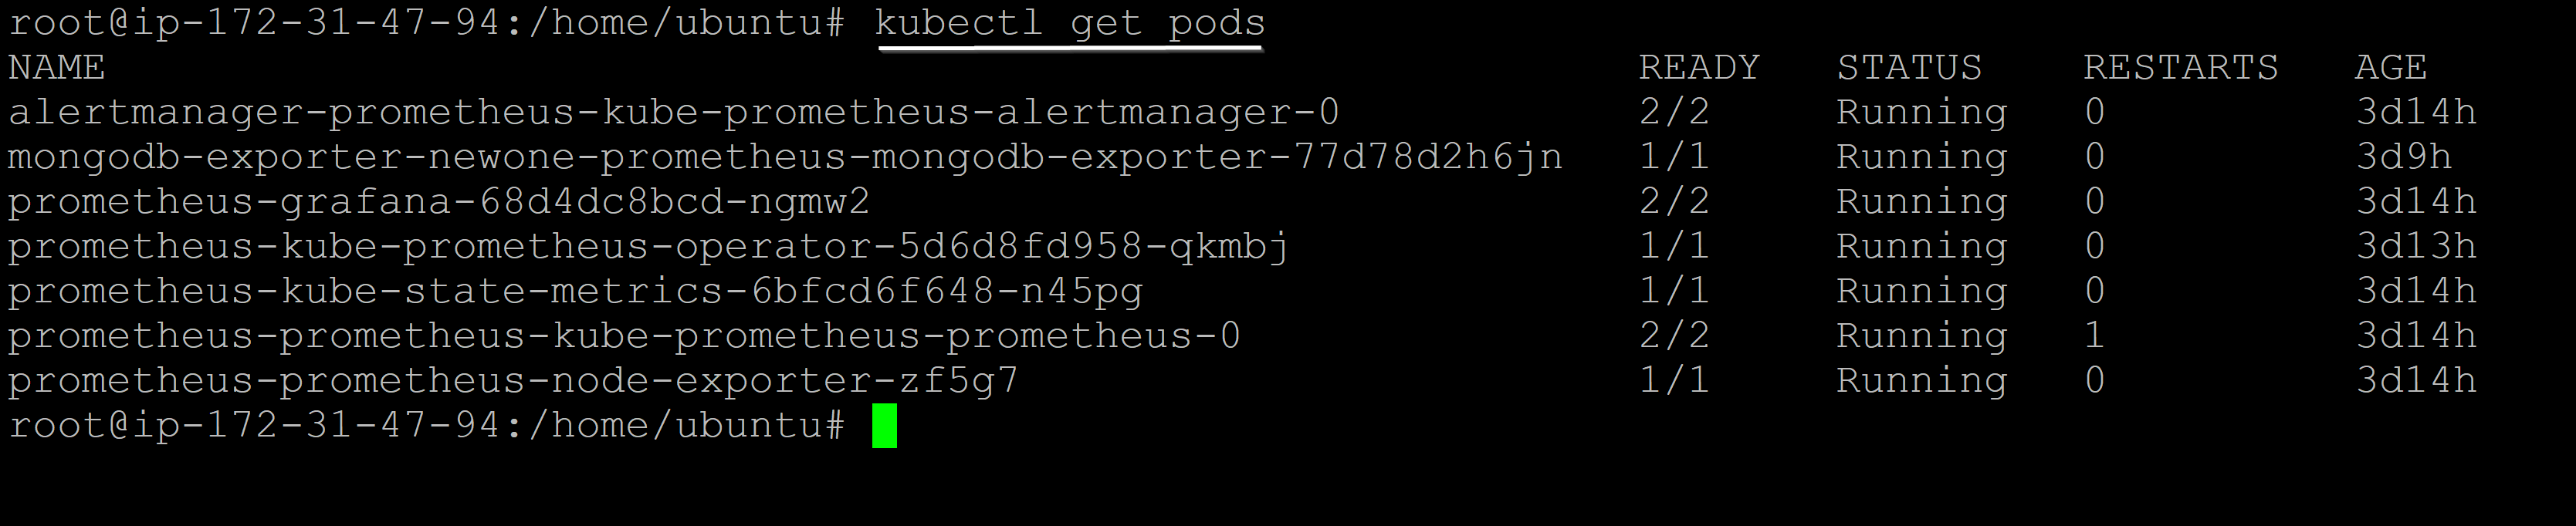 root@ip-172-31-47-94:/home/ubuntu# kubectl get pods
NAME READY STATUS RESTARTS AGE
alertmanager-prometheus-kube-prometheus-alertmanager-0 2/2 Running 0 3d14h
mongodb-exporter-newone-prometheus-mongodb-exporter-77d78d2h6jn 1/1 Running 0 3d9h
prometheus-grafana-68d4dc8bcd-ngmw2 2/2 Running 0 3d14h
prometheus-kube-prometheus-operator-5d6d8fd958-qkmbj 1/1 Running 0 3d13h
prometheus-kube-state-metrics-6bfcd6f648-n45pg 1/1 Running 0 3d14h
prometheus-prometheus-kube-prometheus-prometheus-0 2/2 Running 1 3d14h
prometheus-prometheus-node-exporter-zf5g7 1/1 Running 0 3d14h
root@ip-172-31-47-94:/home/ubuntu#